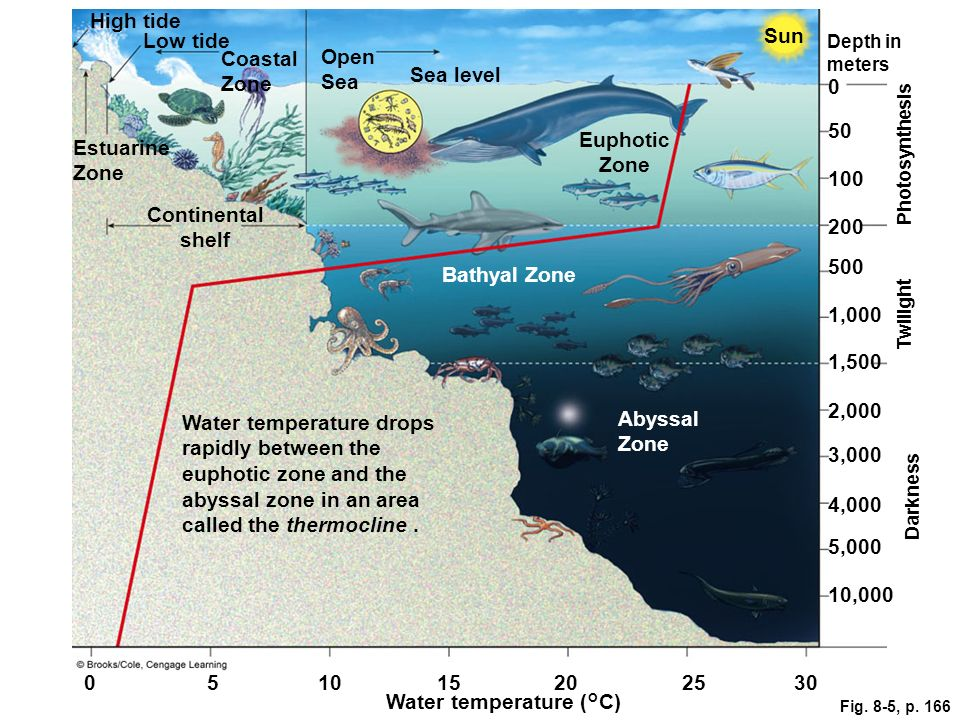 High tide
Low tide
Coastal
Zone
Open
Sea
Sea level
Sun
Depth in
meters
0
50
100
200
500
1,000
1,500
2,000
3,000
4,000
5,000
10,000
Photosynthesis
Twilight
Darkness
Estuarine
Zone
Euphotic
Zone
Continental
shelf
Bathyal Zone
Abyssal
Zone
Water temperature drops
rapidly between the
euphotic zone and the
abyssal zone in an area
called the thermocline .
© Brooks/Cole, Cengage Learning
0 5 10 15 20 25 30
Water temperature (°C)
Fig. 8-5, p. 166